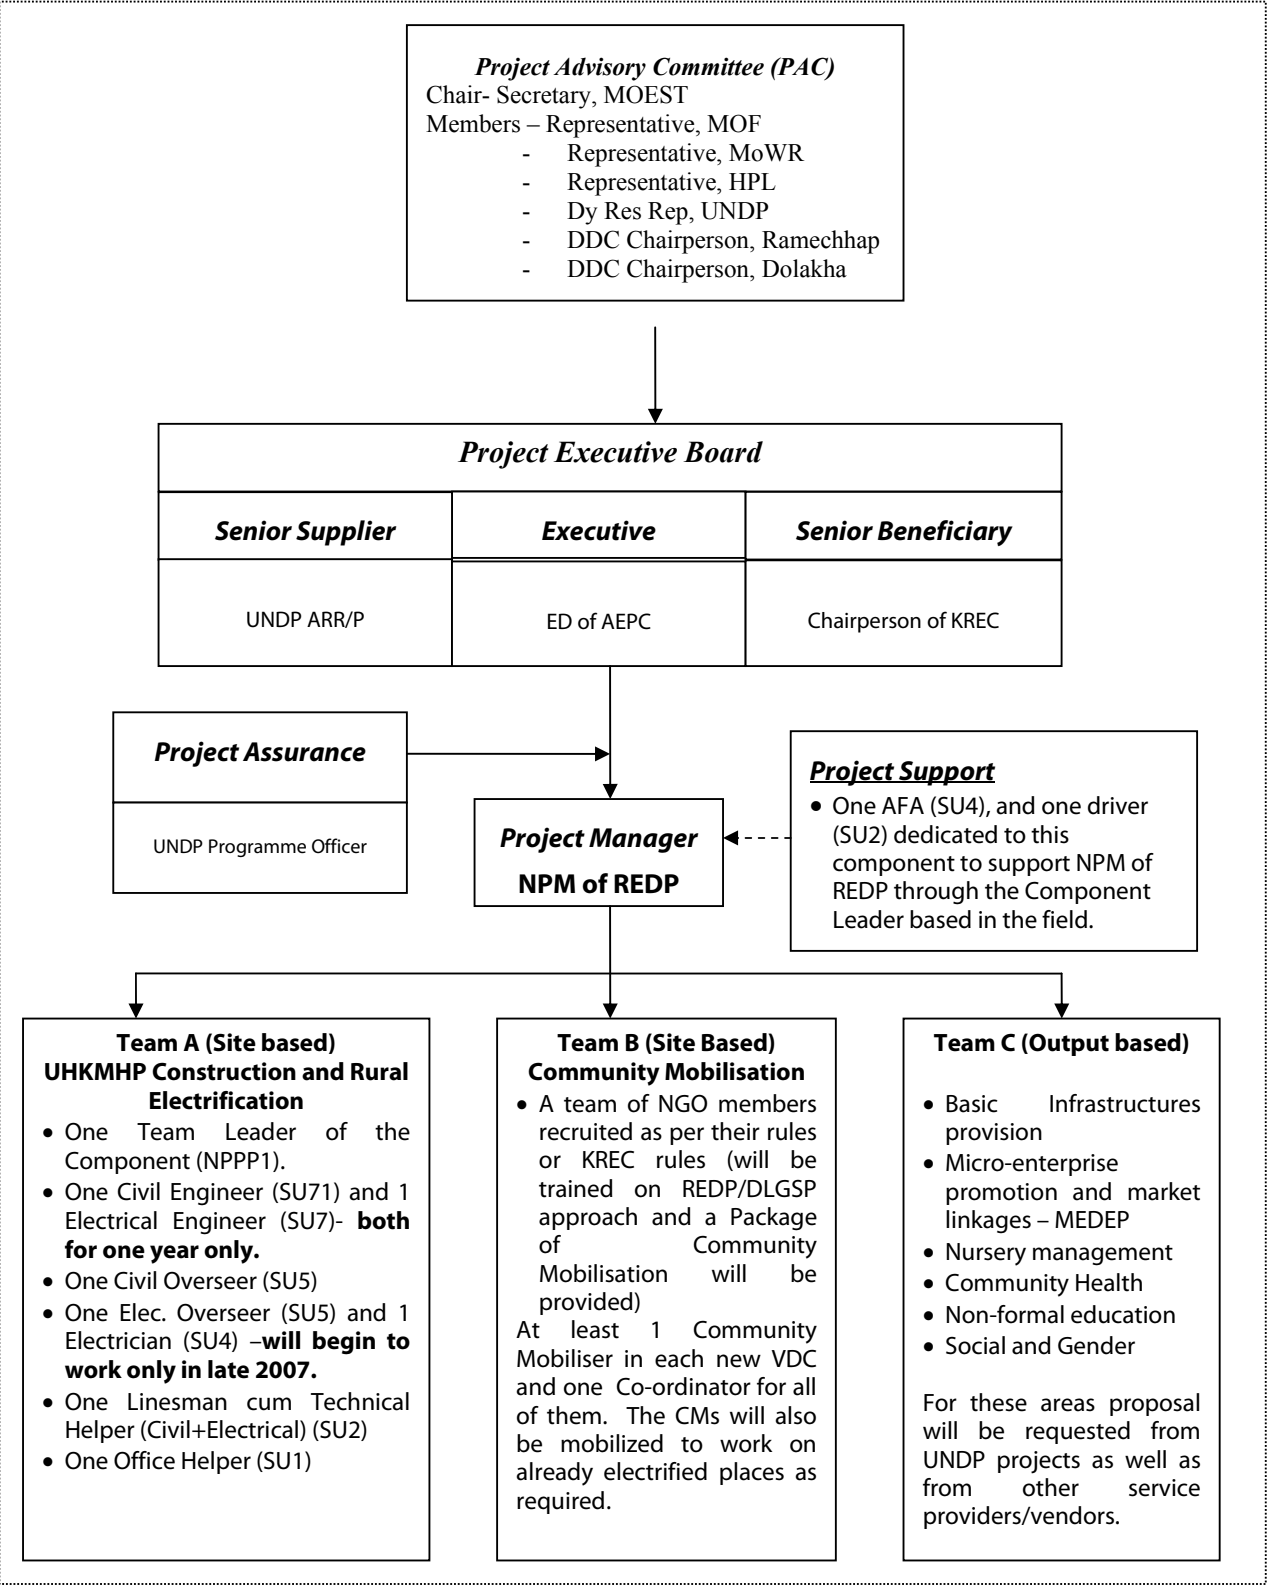 Project Advisory Committee (PAC)
Chair- Secretary, MOEST
Members – Representative, MOF
- Representative, MoWR
- Representative, HPL
- Dy Res Rep, UNDP
- DDC Chairperson, Ramechhap
- DDC Chairperson, Dolakha
Project Executive Board
Senior Supplier
Executive
Senior Beneficiary
UNDP ARR/P
ED of AEPC
Chairperson of KREC
Project Assurance
UNDP Programme Officer
Project Manager
NPM of REDP
Project Support
• One AFA (SU4), and one driver
(SU2) dedicated to this
component to support NPM of
REDP through the Component
Leader based in the field.
Team A (Site based)
UHKMHP Construction and Rural
Electrification
• One Team Leader of the
Component (NPPP1).
• One Civil Engineer (SU71) and 1
Electrical Engineer (SU7)- both
for one year only.
• One Civil Overseer (SU5)
• One Elec. Overseer (SU5) and 1
Electrician (SU4) –will begin to
work only in late 2007.
• One Linesman cum Technical
Helper (Civil+Electrical) (SU2)
• One Office Helper (SU1)
Team B (Site Based)
Community Mobilisation
• A team of NGO members
recruited as per their rules
or KREC rules (will be
trained on REDP/DLGSP
approach and a Package
of Community
Mobilisation will be
provided)
At least 1 Community
Mobiliser in each new VDC
and one Co-ordinator for all
of them. The CMs will also
be mobilized to work on
already electrified places as
required.
Team C (Output based)
• Basic Infrastructures
provision
• Micro-enterprise
promotion and market
linkages – MEDEP
• Nursery management
• Community Health
• Non-formal education
• Social and Gender
For these areas proposal
will be requested from
UNDP projects as well as
from other service
providers/vendors.